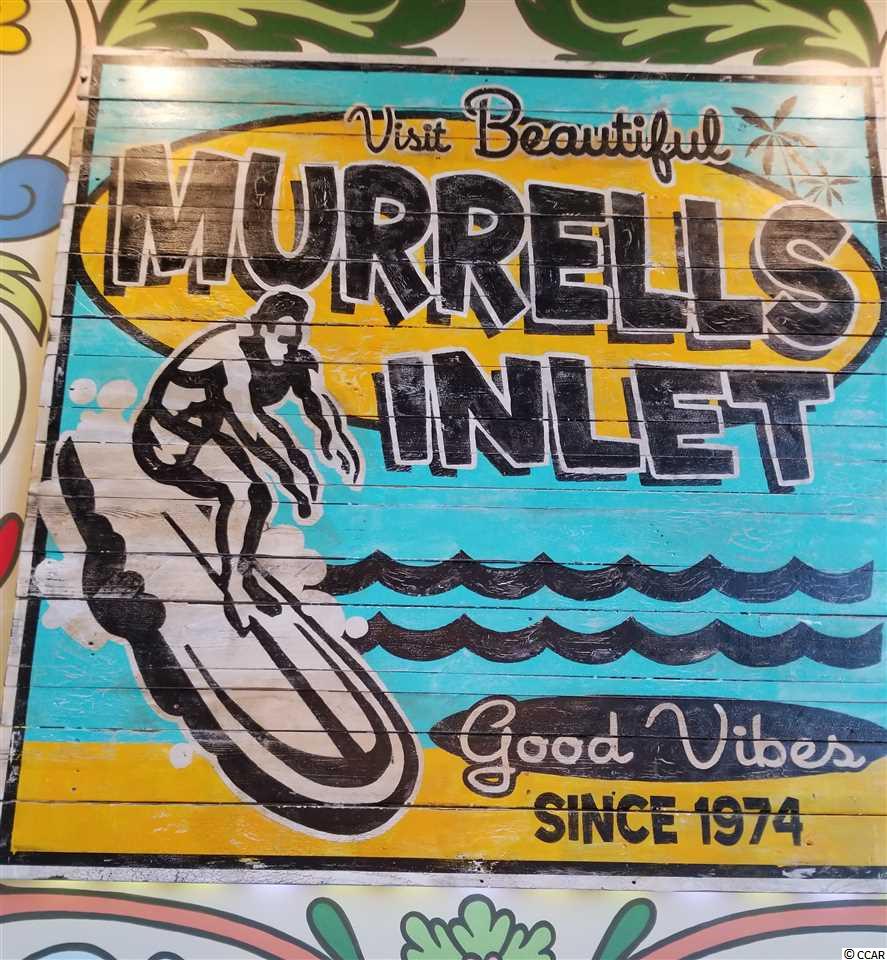 Visit Beautiful
MURRELLS
INLET
Good Vibes
SINCE 1974
© CCAR